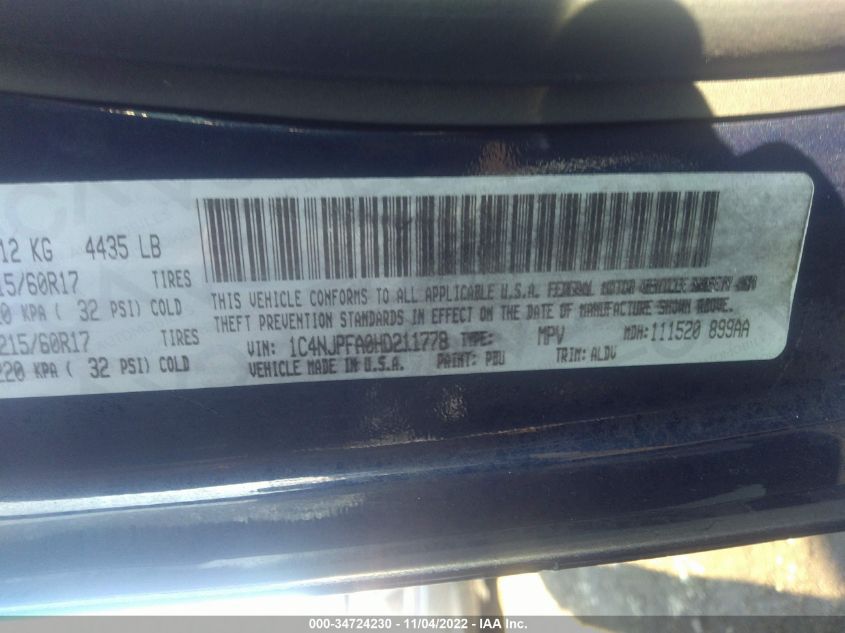 12 KG 4435 LB
15/60R17 TIRES
20 KPA ( 32 PSI) COLD
215/60R17 TIRES
220 KPA ( 32 PSI) COLD
THIS VEHICLE CONFORMS TO ALL APPLICABLE U.S.A. FEDERAL MOTOR VEHICLE SAFETY AND
THEFT PREVENTION STANDARDS IN EFFECT ON THE DATE OF MANUFACTURE SHOWN ABOVE.
VIN: 1C4NJPFA0HD211778 TYPE: MPV MDH:111520 899AA
VEHICLE MADE IN U.S.A. PAINT: PBU TRIM: ALDV
000-34724230 - 11/04/2022 - IAA Inc.